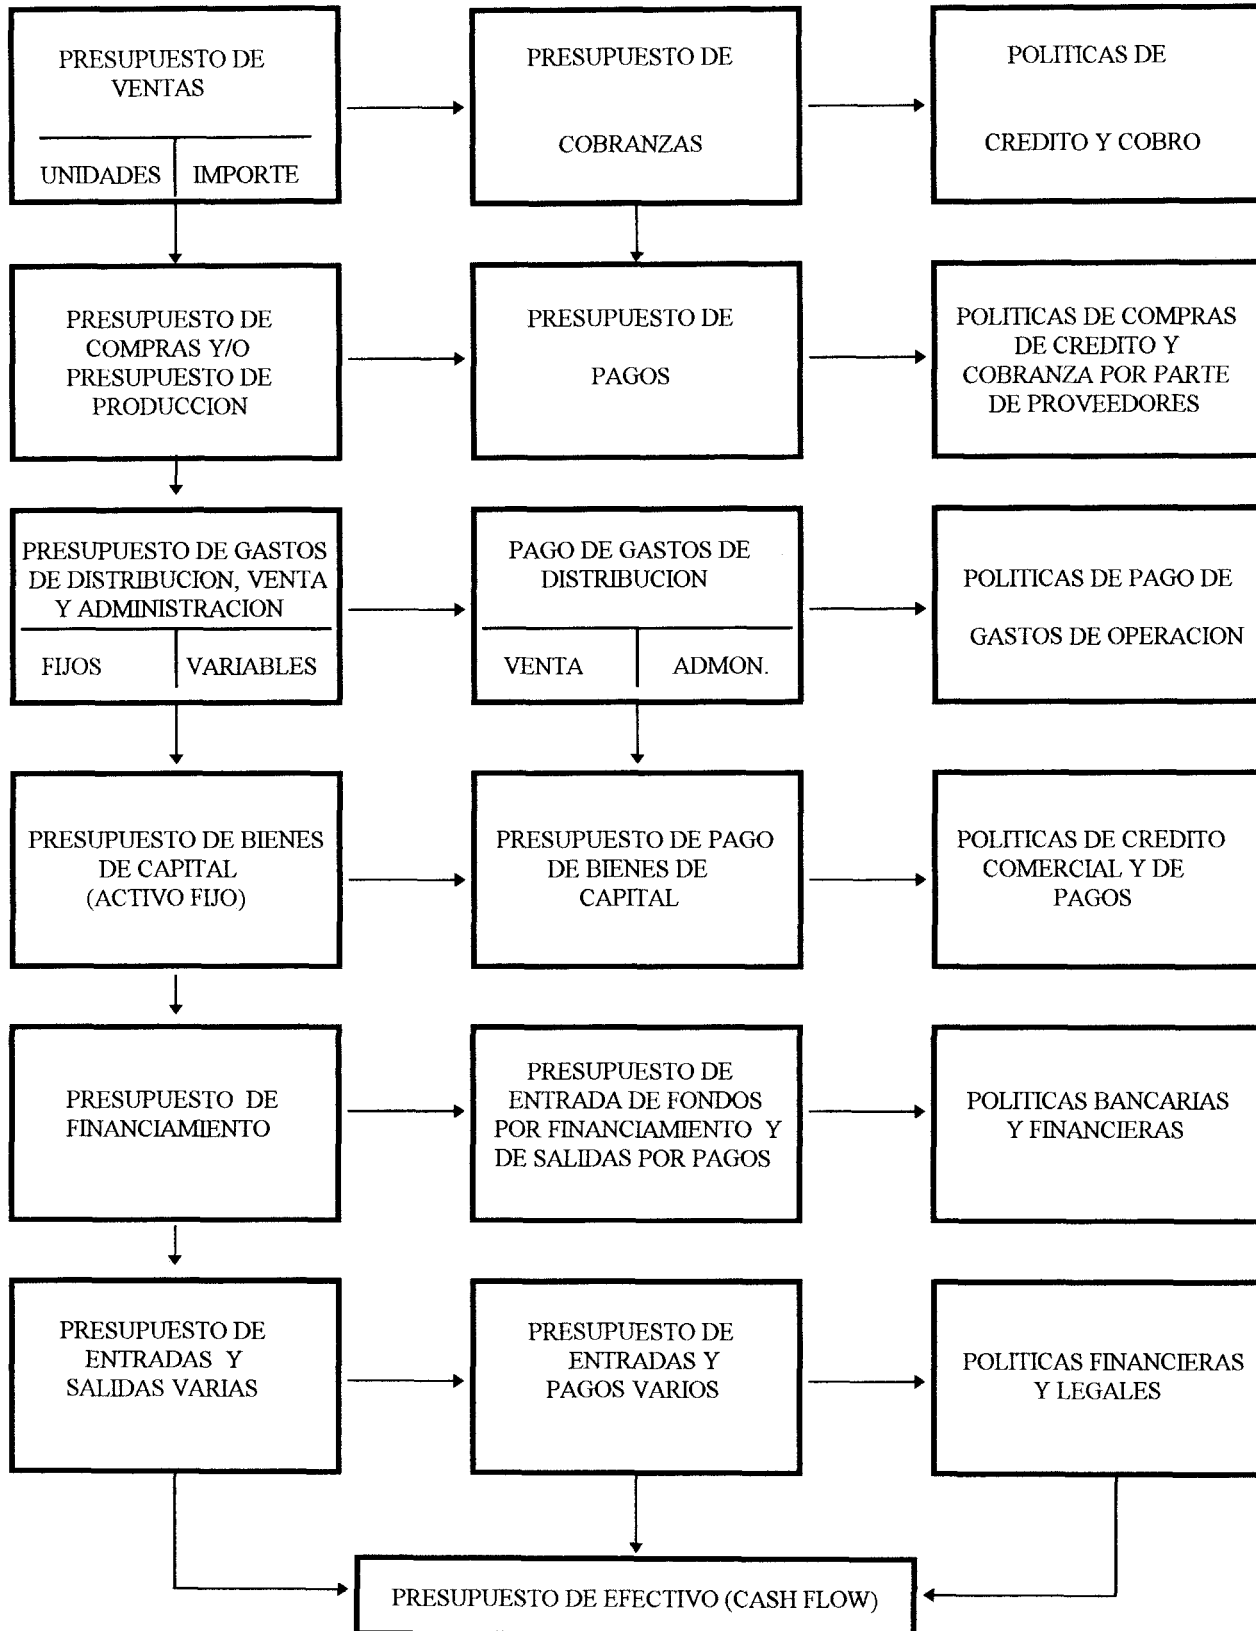 PRESUPUESTO DE
VENTAS
UNIDADES
IMPORTE
PRESUPUESTO DE
COBRANZAS
POLITICAS DE
CREDITO Y COBRO
PRESUPUESTO DE
COMPRAS Y/O
PRESUPUESTO DE
PRODUCCION
PRESUPUESTO DE
PAGOS
POLITICAS DE COMPRAS
DE CREDITO Y
COBRANZA POR PARTE
DE PROVEEDORES
PRESUPUESTO DE GASTOS
DE DISTRIBUCION, VENTA
Y ADMINISTRACION
FIJOS
VARIABLES
PAGO DE GASTOS DE
DISTRIBUCION
VENTA
ADMON.
POLITICAS DE PAGO DE
GASTOS DE OPERACION
PRESUPUESTO DE BIENES
DE CAPITAL
(ACTIVO FIJO)
PRESUPUESTO DE PAGO
DE BIENES DE
CAPITAL
POLITICAS DE CREDITO
COMERCIAL Y DE
PAGOS
PRESUPUESTO DE
FINANCIAMIENTO
PRESUPUESTO DE
ENTRADA DE FONDOS
POR FINANCIAMIENTO Y
DE SALIDAS POR PAGOS
POLITICAS BANCARIAS
Y FINANCIERAS
PRESUPUESTO DE
ENTRADAS Y
SALIDAS VARIAS
PRESUPUESTO DE
ENTRADAS Y
PAGOS VARIOS
POLITICAS FINANCIERAS
Y LEGALES
PRESUPUESTO DE EFECTIVO (CASH FLOW)